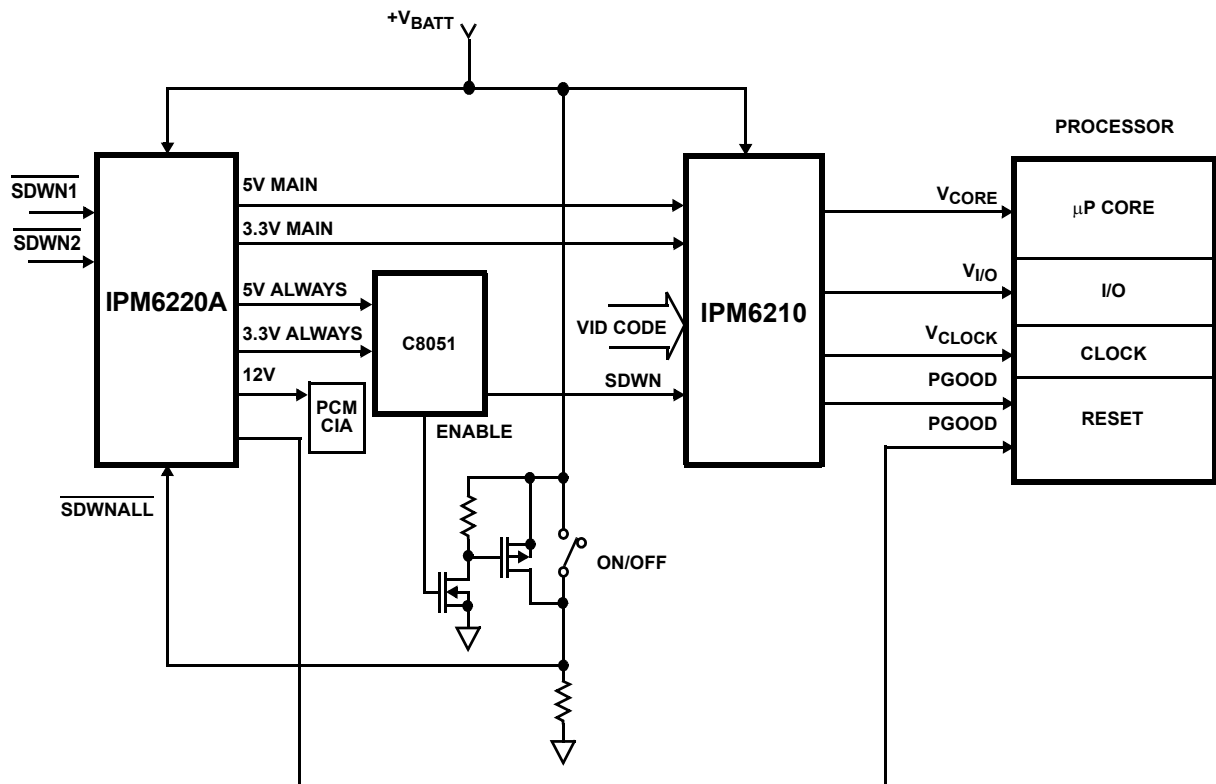 +VBATT
PROCESSOR
SDWN1
SDWN2
IPM6220A
5V MAIN
3.3V MAIN
5V ALWAYS
3.3V ALWAYS
12V
PCM
CIA
C8051
ENABLE
VID CODE
SDWN
IPM6210
VCORE
VI/O
VCLOCK
PGOOD
PGOOD
μP CORE
I/O
CLOCK
RESET
SDWNALL
ON/OFF